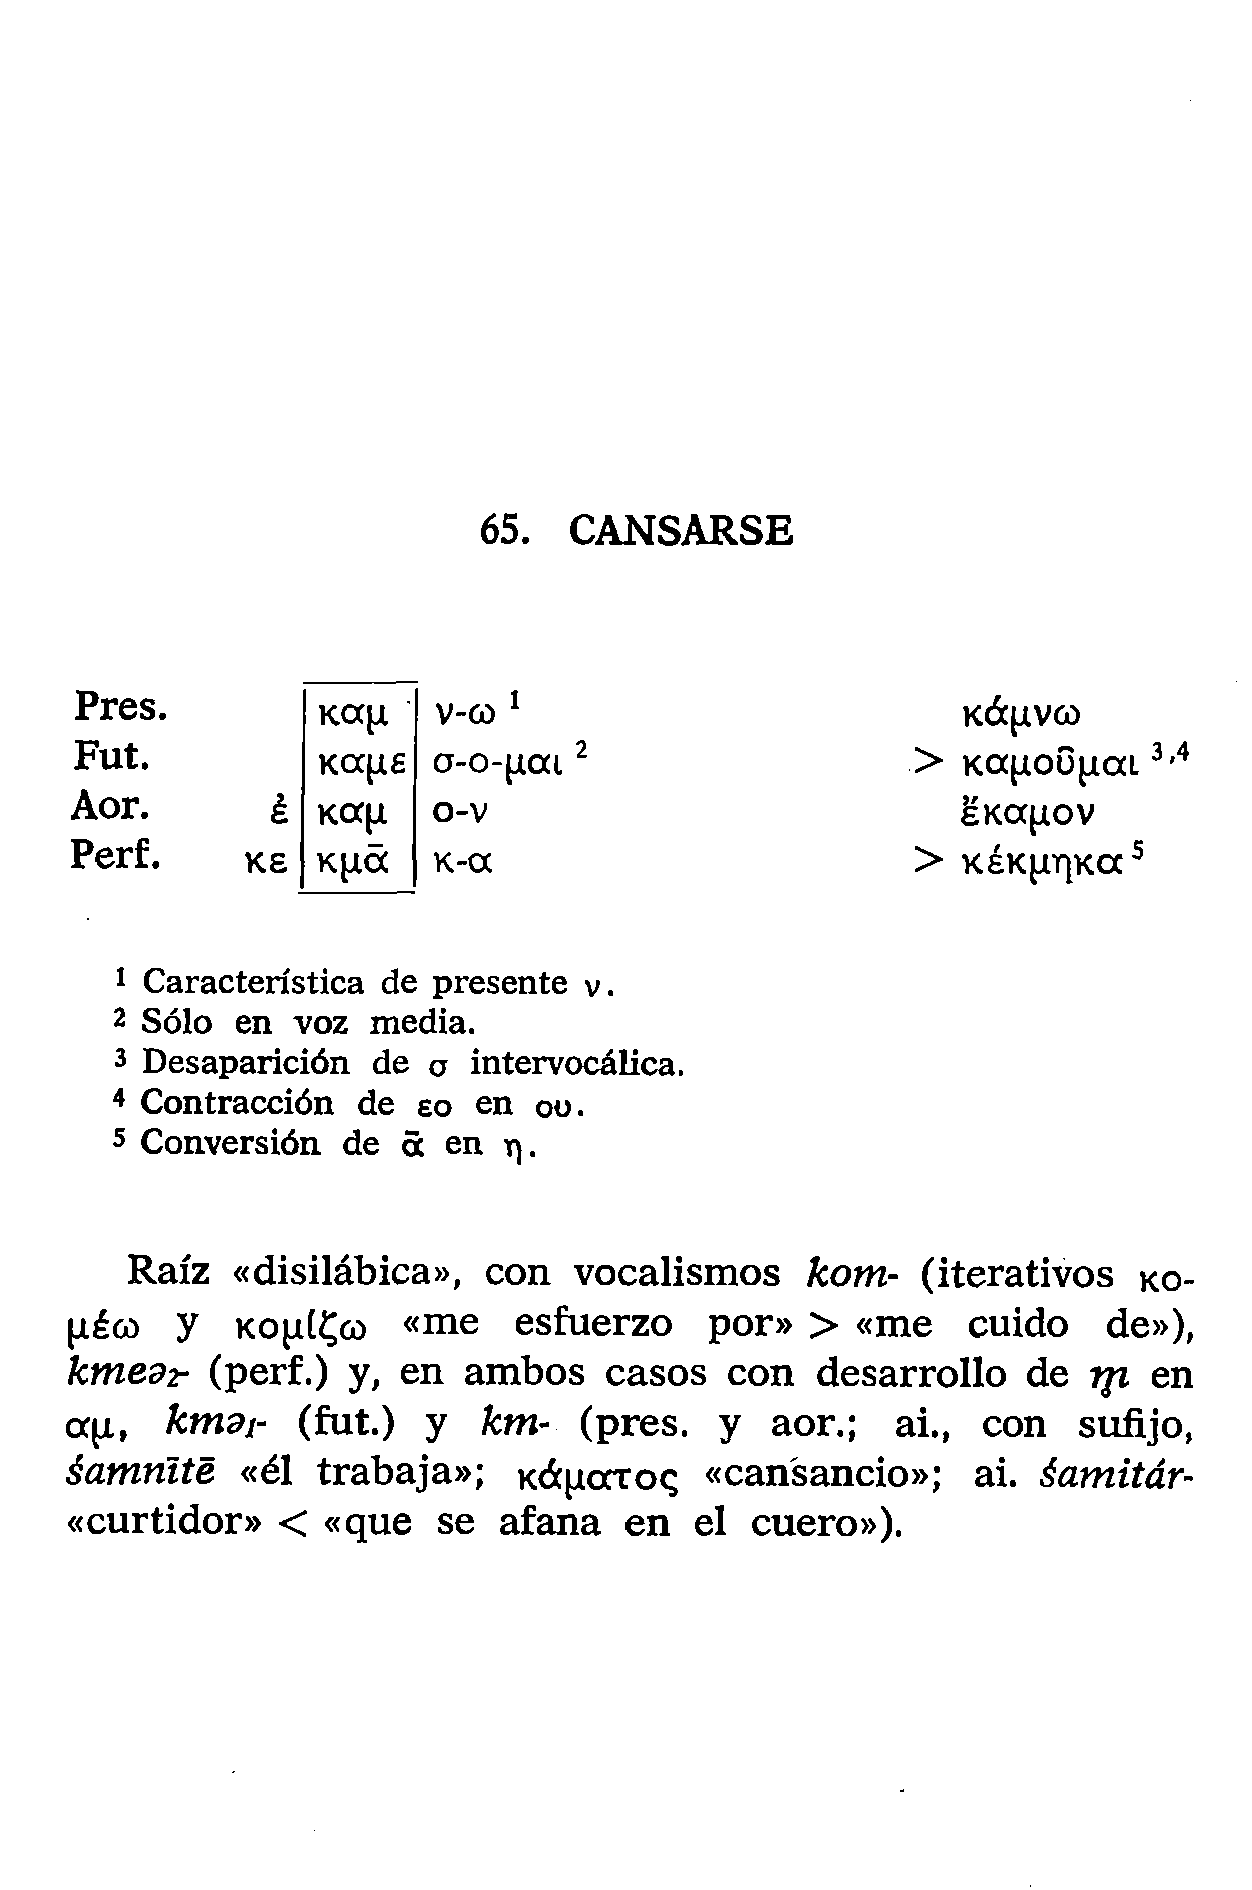 65. CANSARSE
Pres. καμ ν-ω ¹ κάμνω
Fut. καμε σ-ο-μαι ² > καμοῦμαι ³,⁴
Aor. ἐ καμ ο-ν ἔκαμον
Perf. κε κμᾱ κ-α > κέκμηκα ⁵
¹ Característica de presente ν.
² Sólo en voz media.
³ Desaparición de σ intervocálica.
⁴ Contracción de εο en ου.
⁵ Conversión de ᾱ en η.
Raíz «disilábica», con vocalismos kom- (iterativos κο-
μέω y κομίζω «me esfuerzo por» > «me cuido de»),
kmeə₂- (perf.) y, en ambos casos con desarrollo de m̥ en
αμ, kmə₁- (fut.) y km- (pres. y aor.; ai., con sufijo,
śamnītē «él trabaja»; κάματος «cansancio»; ai. śamitár-
«curtidor» < «que se afana en el cuero»).